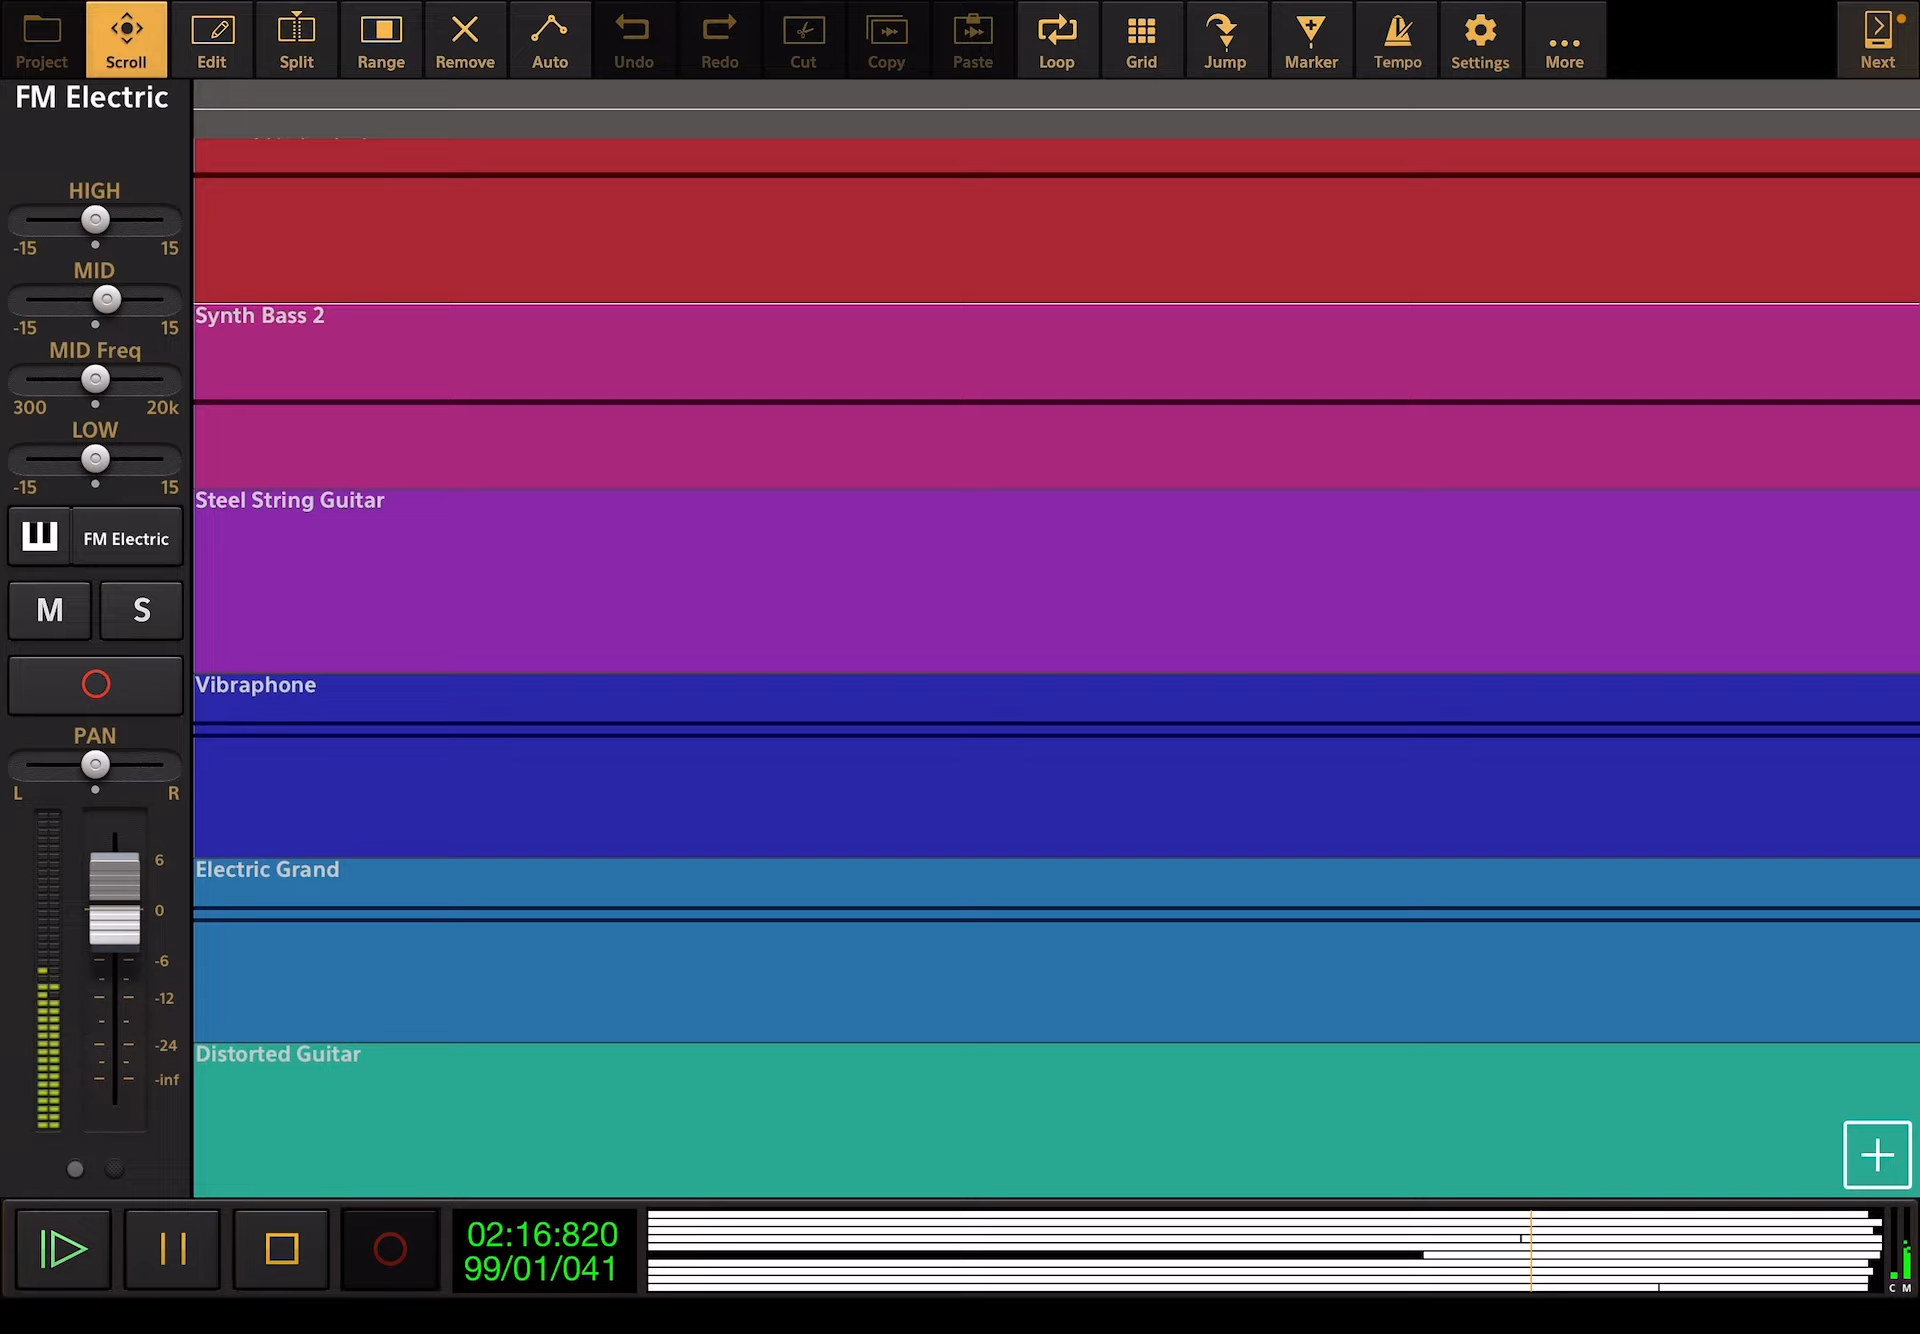 Project Scroll Edit Split Range Remove Auto Undo Redo Cut Copy Paste Loop Grid Jump Marker Tempo Settings More Next
FM Electric
HIGH
-15 15
MID
-15 15
MID Freq
300 20k
LOW
-15 15
FM Electric
M S
PAN
L R
6
0
-6
-12
-24
-inf
Synth Bass 2
Steel String Guitar
Vibraphone
Electric Grand
Distorted Guitar
02:16:820
99/01/041
C M